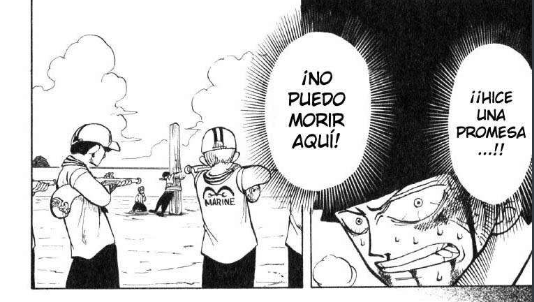 ¡NO
PUEDO
MORIR
AQUÍ!
¡¡HICE
UNA
PROMESA
...!!
MARINE